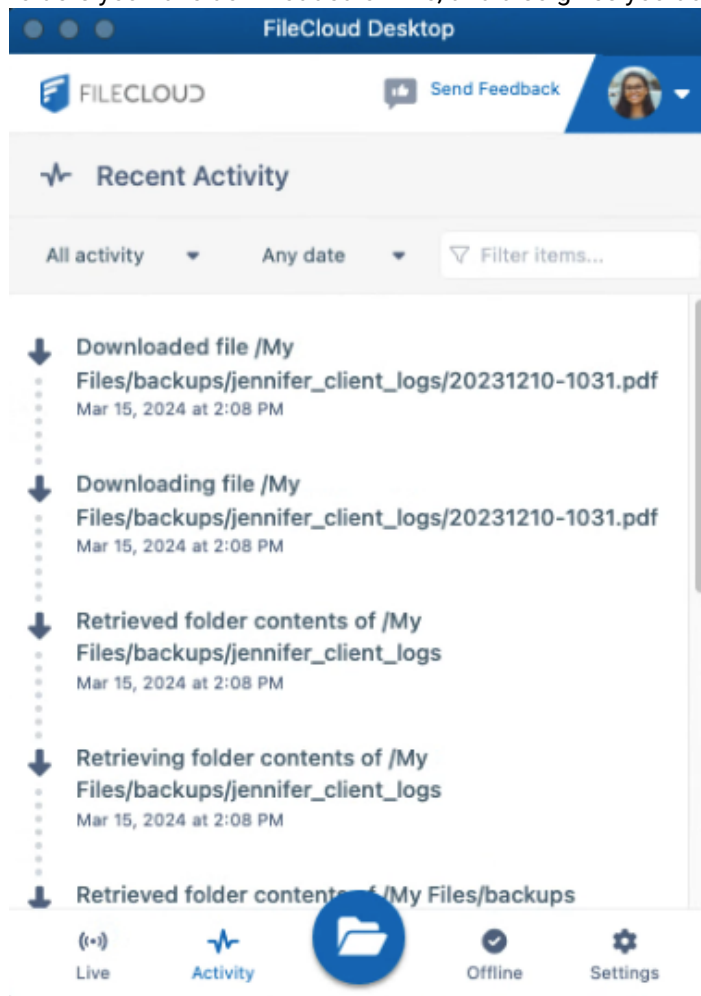 FileCloud Desktop
FILECLOUD
Send Feedback
Recent Activity
All activity
Any date
Filter items...
Downloaded file /My
Files/backups/jennifer_client_logs/20231210-1031.pdf
Mar 15, 2024 at 2:08 PM
Downloading file /My
Files/backups/jennifer_client_logs/20231210-1031.pdf
Mar 15, 2024 at 2:08 PM
Retrieved folder contents of /My
Files/backups/jennifer_client_logs
Mar 15, 2024 at 2:08 PM
Retrieving folder contents of /My
Files/backups/jennifer_client_logs
Mar 15, 2024 at 2:08 PM
Retrieved folder contents of /My Files/backups
Live
Activity
Offline
Settings